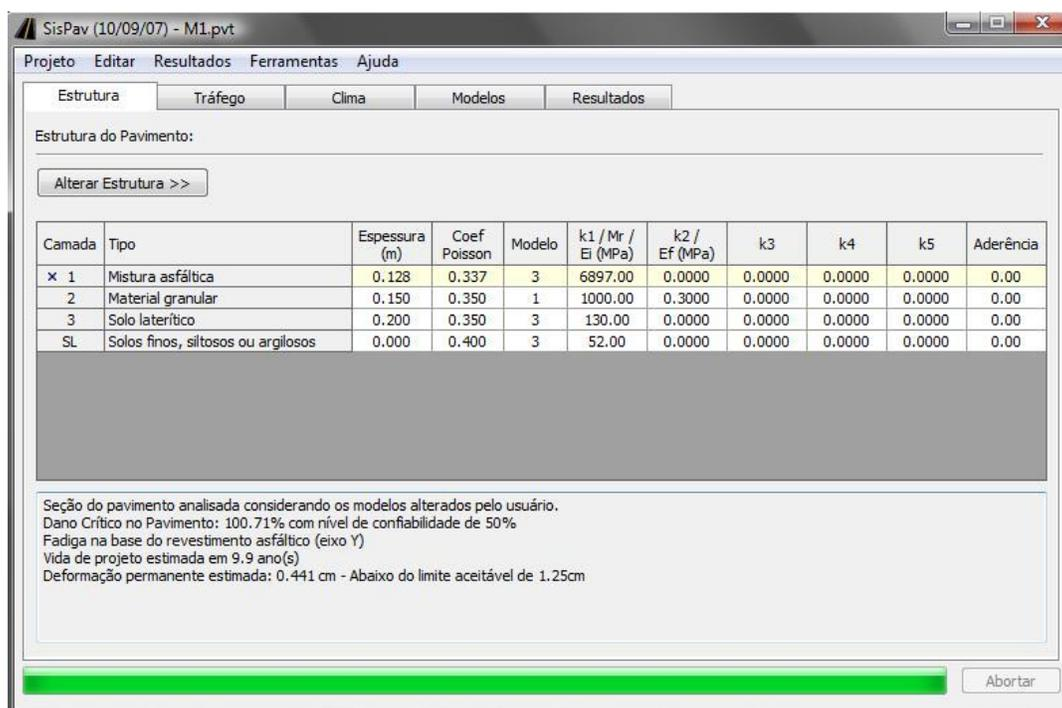 SisPav (10/09/07) - M1.pvt
Projeto Editar Resultados Ferramentas Ajuda
Estrutura Tráfego Clima Modelos Resultados
Estrutura do Pavimento:
Alterar Estrutura >>
Camada Tipo Espessura (m) Coef Poisson Modelo k1 / Mr / Ei (MPa) k2 / Ef (MPa) k3 k4 k5 Aderência
× 1 Mistura asfáltica 0.128 0.337 3 6897.00 0.0000 0.0000 0.0000 0.0000 0.00
2 Material granular 0.150 0.350 1 1000.00 0.3000 0.0000 0.0000 0.0000 0.00
3 Solo laterítico 0.200 0.350 3 130.00 0.0000 0.0000 0.0000 0.0000 0.00
SL Solos finos, siltosos ou argilosos 0.000 0.400 3 52.00 0.0000 0.0000 0.0000 0.0000 0.00
Seção do pavimento analisada considerando os modelos alterados pelo usuário.
Dano Crítico no Pavimento: 100.71% com nível de confiabilidade de 50%
Fadiga na base do revestimento asfáltico (eixo Y)
Vida de projeto estimada em 9.9 ano(s)
Deformação permanente estimada: 0.441 cm - Abaixo do limite aceitável de 1.25cm
Abortar